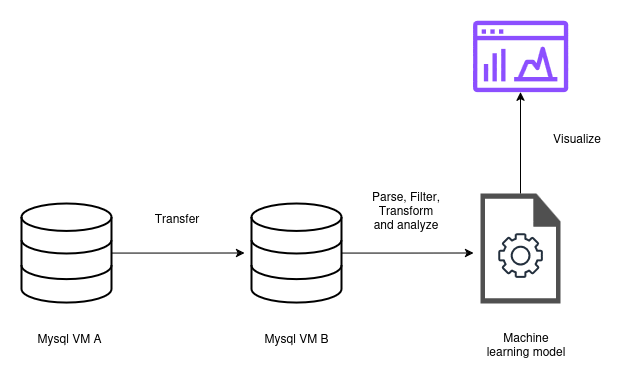 Visualize
Parse, Filter,
Transform
and analyze
Transfer
Mysql VM A
Mysql VM B
Machine
learning model